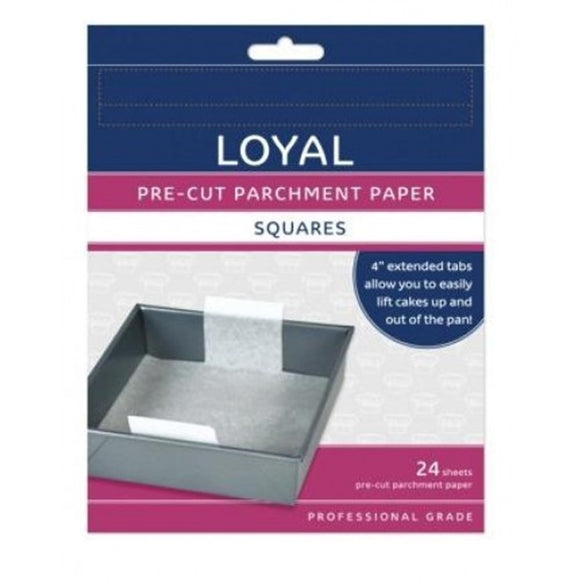 LOYAL
PRE-CUT PARCHMENT PAPER
SQUARES
4" extended tabs
allow you to easily
lift cakes up and
out of the pan!
24 sheets
pre-cut parchment paper
PROFESSIONAL GRADE